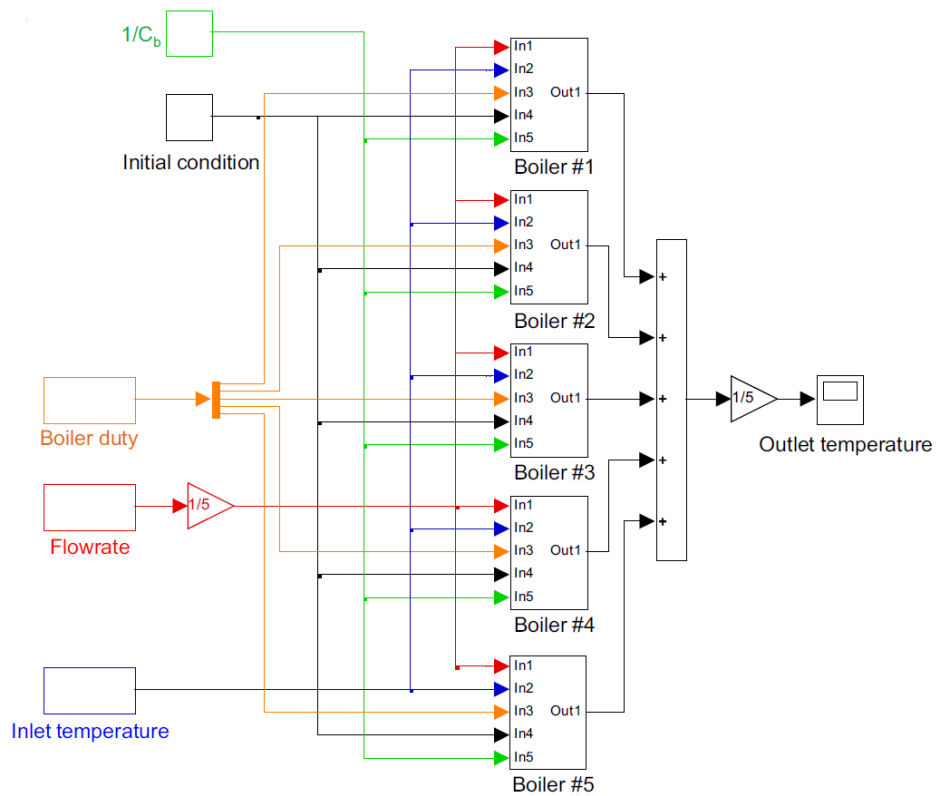 1/Cb
Initial condition
In1
In2
In3
In4
In5
Out1
Boiler #1
In1
In2
In3
In4
In5
Out1
Boiler #2
In1
In2
In3
In4
In5
Out1
Boiler #3
In1
In2
In3
In4
In5
Out1
Boiler #4
In1
In2
In3
In4
In5
Out1
Boiler #5
Boiler duty
1/5
Flowrate
Inlet temperature
+
+
+
+
+
1/5
Outlet temperature